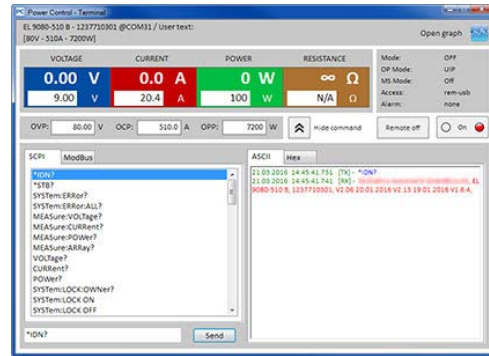 Power Control - Terminal
EL 9080-510 B - 1237710301 @COM31 / User text:
[80V - 510A - 7200W]
Open graph
VOLTAGE CURRENT POWER RESISTANCE
0.00 V 0.0 A 0 W ∞ Ω
9.00 V 20.4 A 100 W N/A Ω
Mode: OFF
OP Mode: UIP
MS Mode: Off
Access: rem-usb
Alarm: none
OVP: 80.00 V OCP: 510.0 A OPP: 7200 W Hide command Remote off On
SCPI ModBus
*IDN?
*STB?
SYSTem:ERRor?
SYSTem:ERRor:ALL?
MEASure:VOLTage?
MEASure:CURRent?
MEASure:POWer?
MEASure:ARRay?
VOLTage?
CURRent?
POWer?
SYSTem:LOCK:OWNer?
SYSTem:LOCK ON
SYSTem:LOCK OFF
*IDN? Send
ASCII Hex
21.03.2016 14:45:41.731 [TX] - *IDN?
21.03.2016 14:45:41.741 [RX] - EL
9080-510 B, 1237710301, V2.06 20.01.2016 V2.13 19.01.2016 V1.6.4,